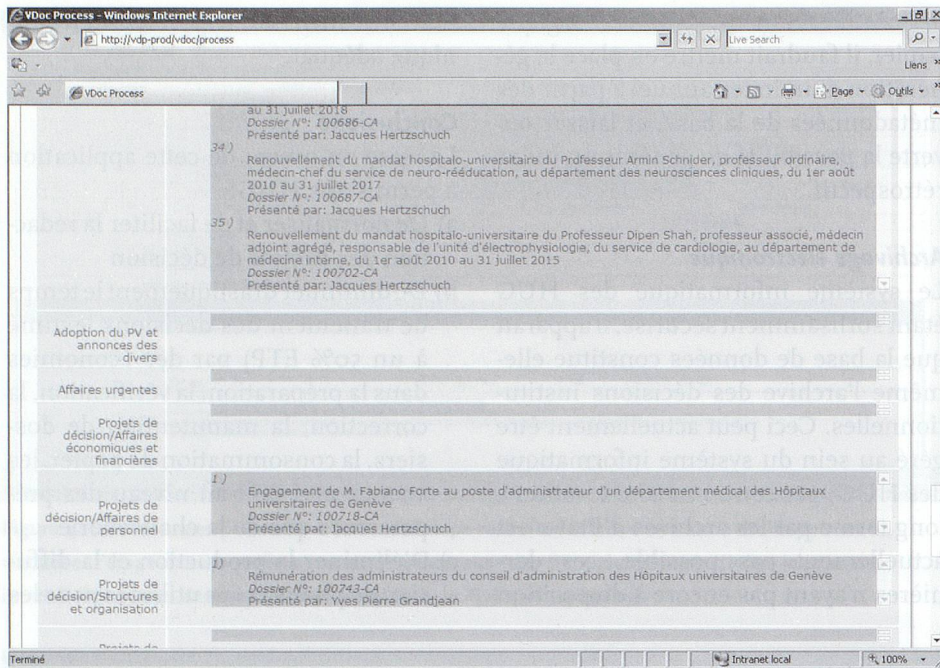 VDoc Process - Windows Internet Explorer
http://vdp-prod/vdoc/process
Live Search
Liens »
VDoc Process
Page
Outils »
au 31 juillet 2018
Dossier N°: 100686-CA
Présenté par: Jacques Hertzschuch
34 )
Renouvellement du mandat hospitalo-universitaire du Professeur Armin Schnider, professeur ordinaire,
médecin-chef du service de neuro-rééducation, au département des neurosciences cliniques, du 1er août
2010 au 31 juillet 2017
Dossier N°: 100687-CA
Présenté par: Jacques Hertzschuch
35 )
Renouvellement du mandat hospitalo-universitaire du Professeur Dipen Shah, professeur associé, médecin
adjoint agrégé, responsable de l'unité d'électrophysiologie, du service de cardiologie, au département de
médecine interne, du 1er août 2010 au 31 juillet 2015
Dossier N°: 100702-CA
Présenté par: Jacques Hertzschuch
Adoption du PV et
annonces des
divers
Affaires urgentes
Projets de
décision/Affaires
économiques et
financières
Projets de
décision/Affaires de
personnel
1 )
Engagement de M. Fabiano Forte au poste d'administrateur d'un département médical des Hôpitaux
universitaires de Genève
Dossier N°: 100718-CA
Présenté par: Jacques Hertzschuch
Projets de
décision/Structures
et organisation
1)
Rémunération des administrateurs du conseil d'administration des Hôpitaux universitaires de Genève
Dossier N°: 100743-CA
Présenté par: Yves Pierre Grandjean
Projets de
Terminé
Intranet local
100%